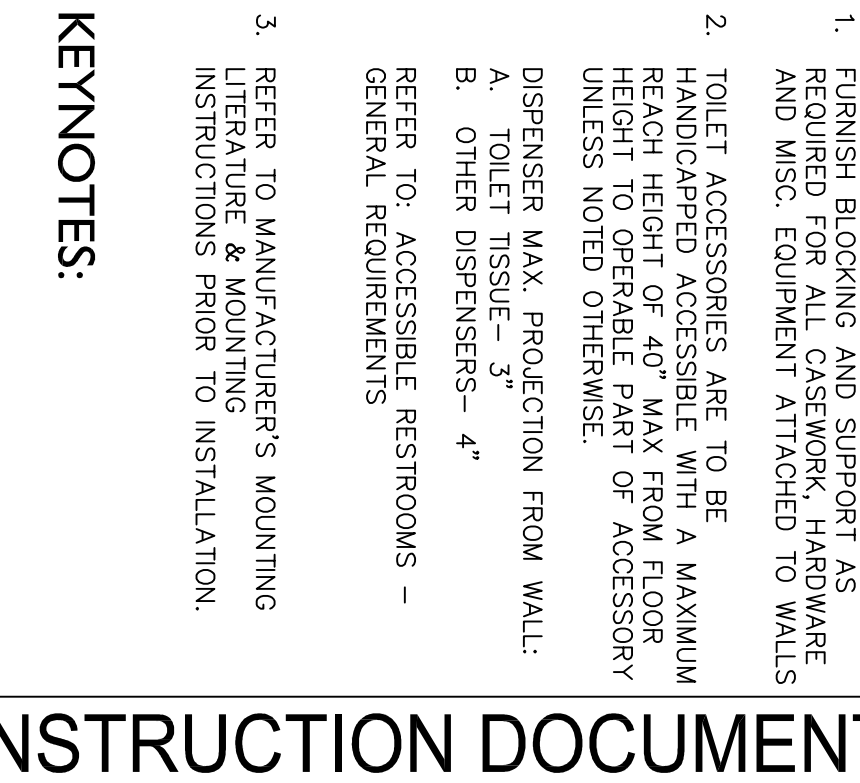 1. FURNISH BLOCKING AND SUPPORT AS
REQUIRED FOR ALL CASEWORK, HARDWARE
AND MISC. EQUIPMENT ATTACHED TO WALLS
2. TOILET ACCESSORIES ARE TO BE
HANDICAPPED ACCESSIBLE WITH A MAXIMUM
REACH HEIGHT OF 40" MAX FROM FLOOR
HEIGHT TO OPERABLE PART OF ACCESSORY
UNLESS NOTED OTHERWISE.
DISPENSER MAX. PROJECTION FROM WALL:
A. TOILET TISSUE– 3"
B. OTHER DISPENSERS– 4"
REFER TO: ACCESSIBLE RESTROOMS –
GENERAL REQUIREMENTS
3. REFER TO MANUFACTURER'S MOUNTING
LITERATURE & MOUNTING
INSTRUCTIONS PRIOR TO INSTALLATION.
KEYNOTES:
NSTRUCTION DOCUMENT